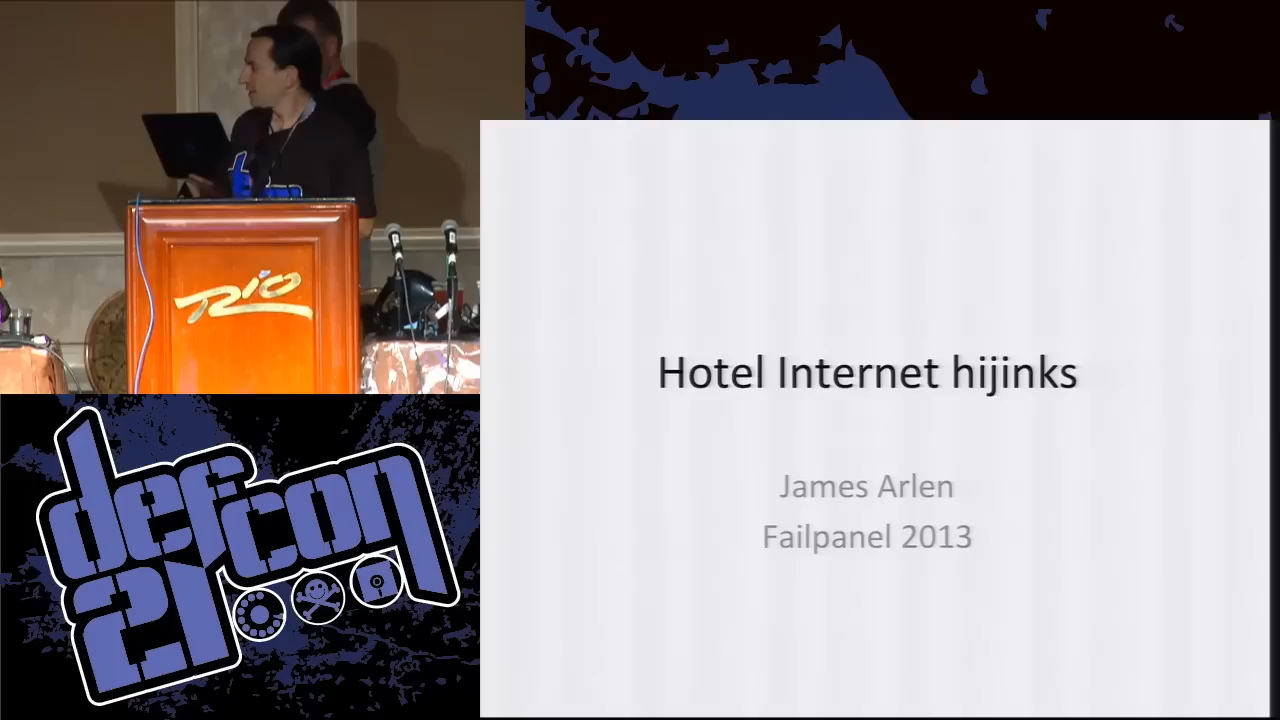 RIO
Hotel Internet hijinks
James Arlen
Failpanel 2013
defcon
21